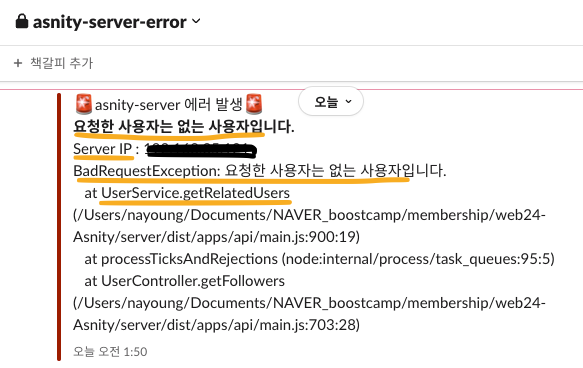 asnity-server-error
+ 책갈피 추가
오늘
🚨asnity-server 에러 발생🚨
요청한 사용자는 없는 사용자입니다.
Server IP :
BadRequestException: 요청한 사용자는 없는 사용자입니다.
at UserService.getRelatedUsers
(/Users/nayoung/Documents/NAVER_boostcamp/membership/web24-
Asnity/server/dist/apps/api/main.js:900:19)
at processTicksAndRejections (node:internal/process/task_queues:95:5)
at UserController.getFollowers
(/Users/nayoung/Documents/NAVER_boostcamp/membership/web24-
Asnity/server/dist/apps/api/main.js:703:28)
오늘 오전 1:50